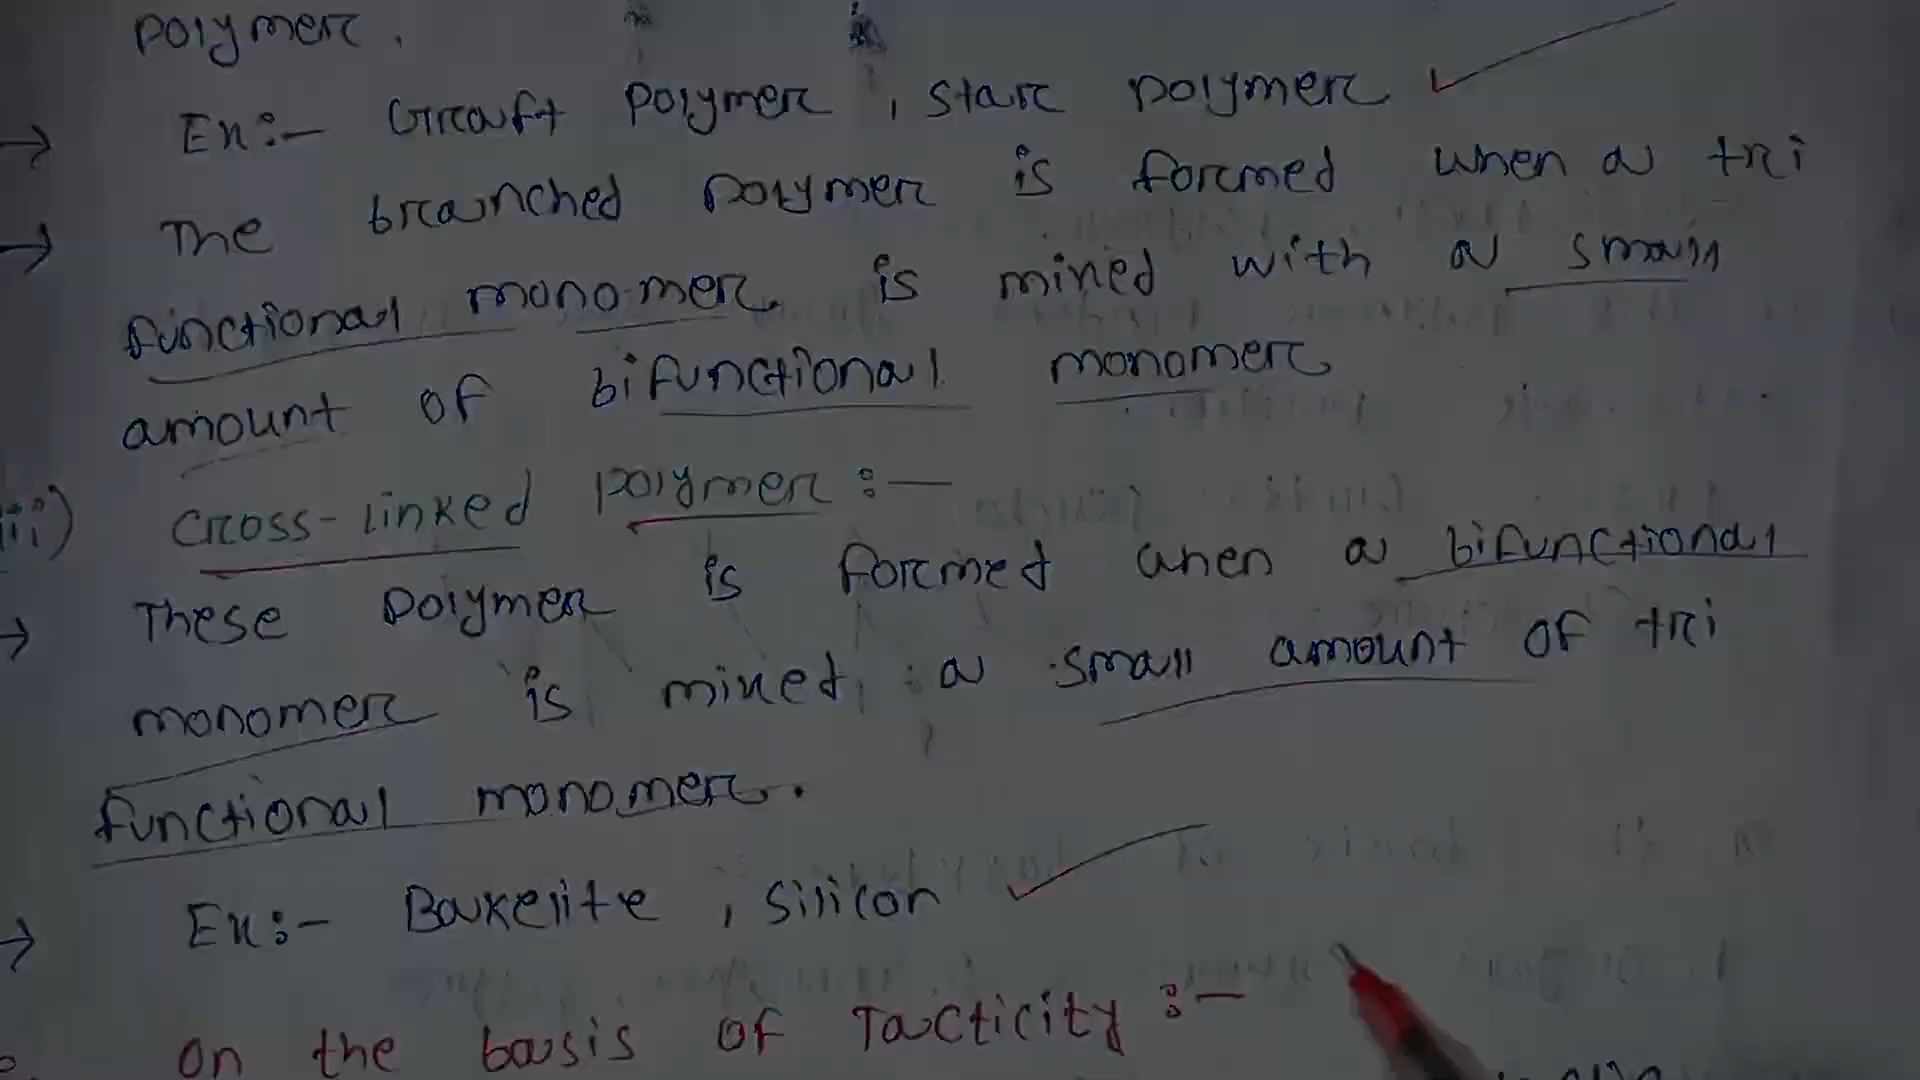 polymer.
→ Ex:- Graft polymer, star polymer
→ The branched polymer is formed when a tri
functional monomer is mixed with a small
amount of bifunctional monomer
iii) Cross-linked polymer :-
→ These polymer is formed when a bifunctional
monomer is mixed, a small amount of tri
functional monomer.
→ Ex:- Bakelite, silicon
on the basis of Tacticity :-